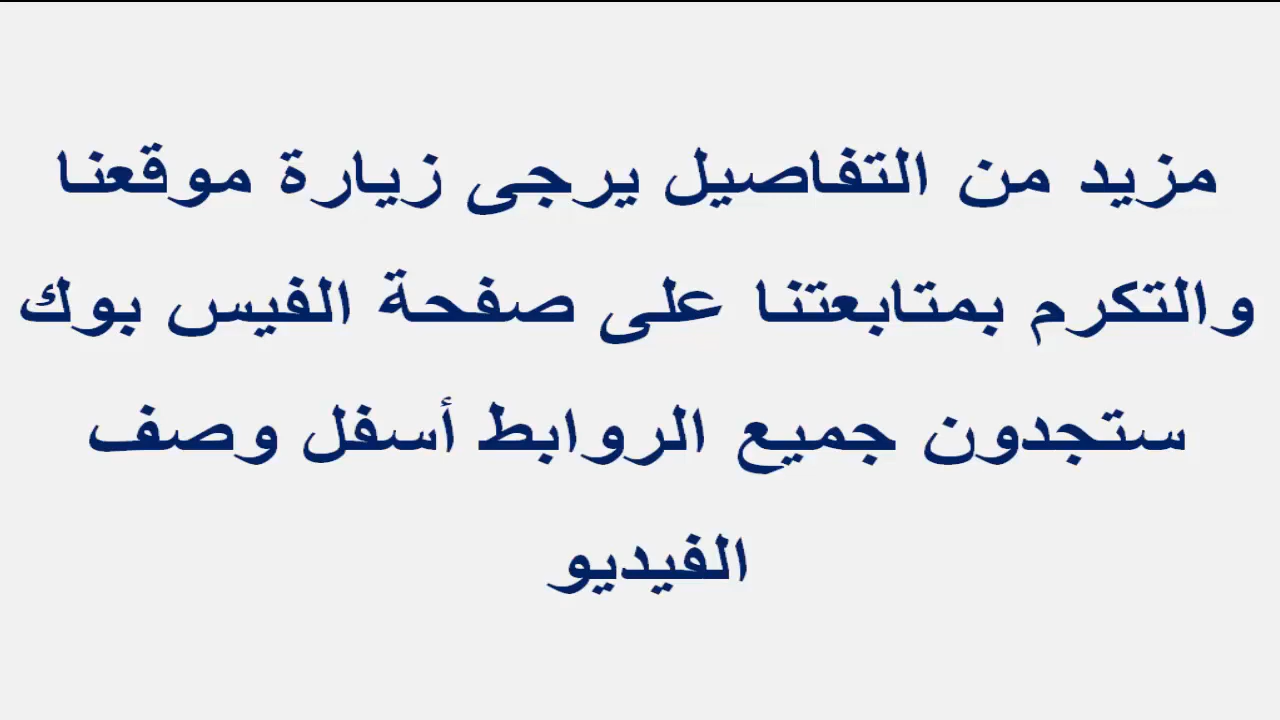 مزيد من التفاصيل يرجى زيارة موقعنا
والتكرم بمتابعتنا على صفحة الفيس بوك
ستجدون جميع الروابط أسفل وصف
الفيديو